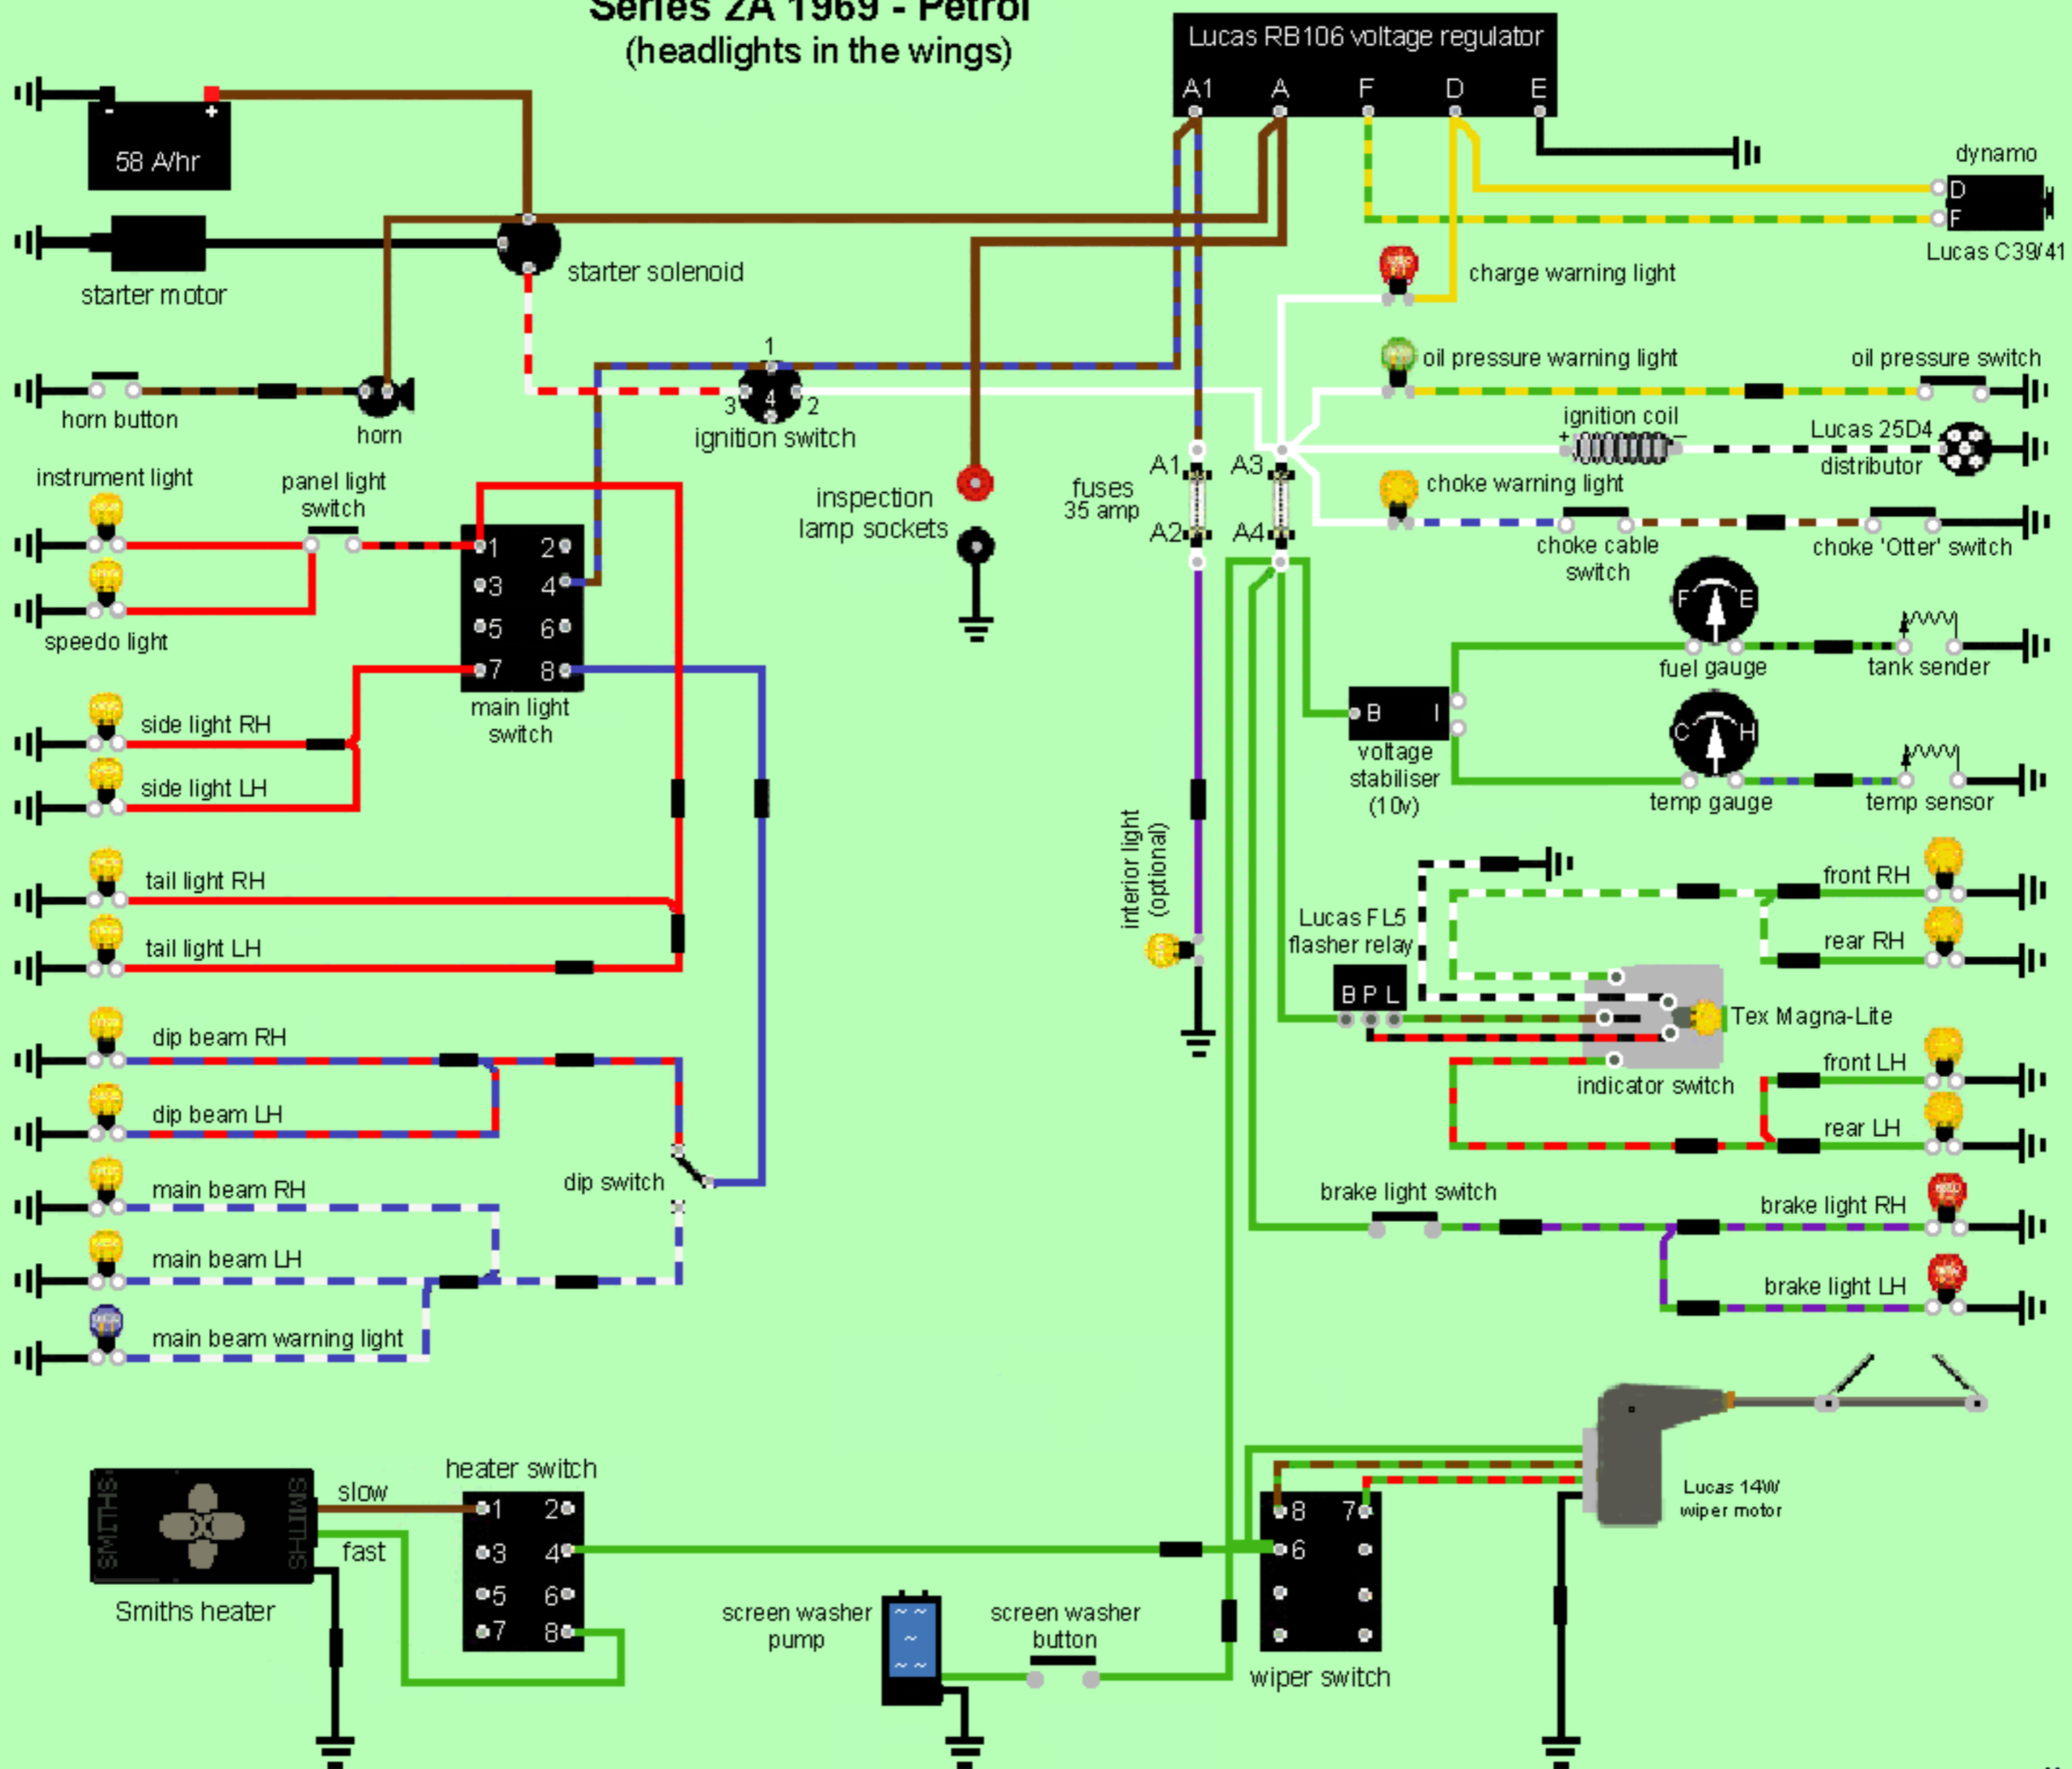 Series 2A 1969 - Petrol
(headlights in the wings)
Lucas RB106 voltage regulator
A1 A F D E
- +
58 A/hr
starter motor
starter solenoid
dynamo
D
F
Lucas C39/41
charge warning light
horn button
horn
1
3 4 2
ignition switch
oil pressure warning light
oil pressure switch
ignition coil
+ -
Lucas 25D4
distributor
choke warning light
choke cable
switch
choke 'Otter' switch
instrument light
panel light
switch
speedo light
1 2
3 4
5 6
7 8
main light
switch
inspection
lamp sockets
fuses
35 amp
A1 A3
A2 A4
F E
fuel gauge
tank sender
B I
voltage
stabiliser
(10v)
C H
temp gauge
temp sensor
side light RH
side light LH
tail light RH
tail light LH
interior light
(optional)
Lucas FL5
flasher relay
B P L
front RH
rear RH
Tex Magna-Lite
indicator switch
front LH
rear LH
dip beam RH
dip beam LH
dip switch
main beam RH
main beam LH
main beam warning light
brake light switch
brake light RH
brake light LH
SMITHS
SMITHS
slow
fast
Smiths heater
heater switch
1 2
3 4
5 6
7 8
screen washer
pump
screen washer
button
8 7
6
wiper switch
Lucas 14W
wiper motor